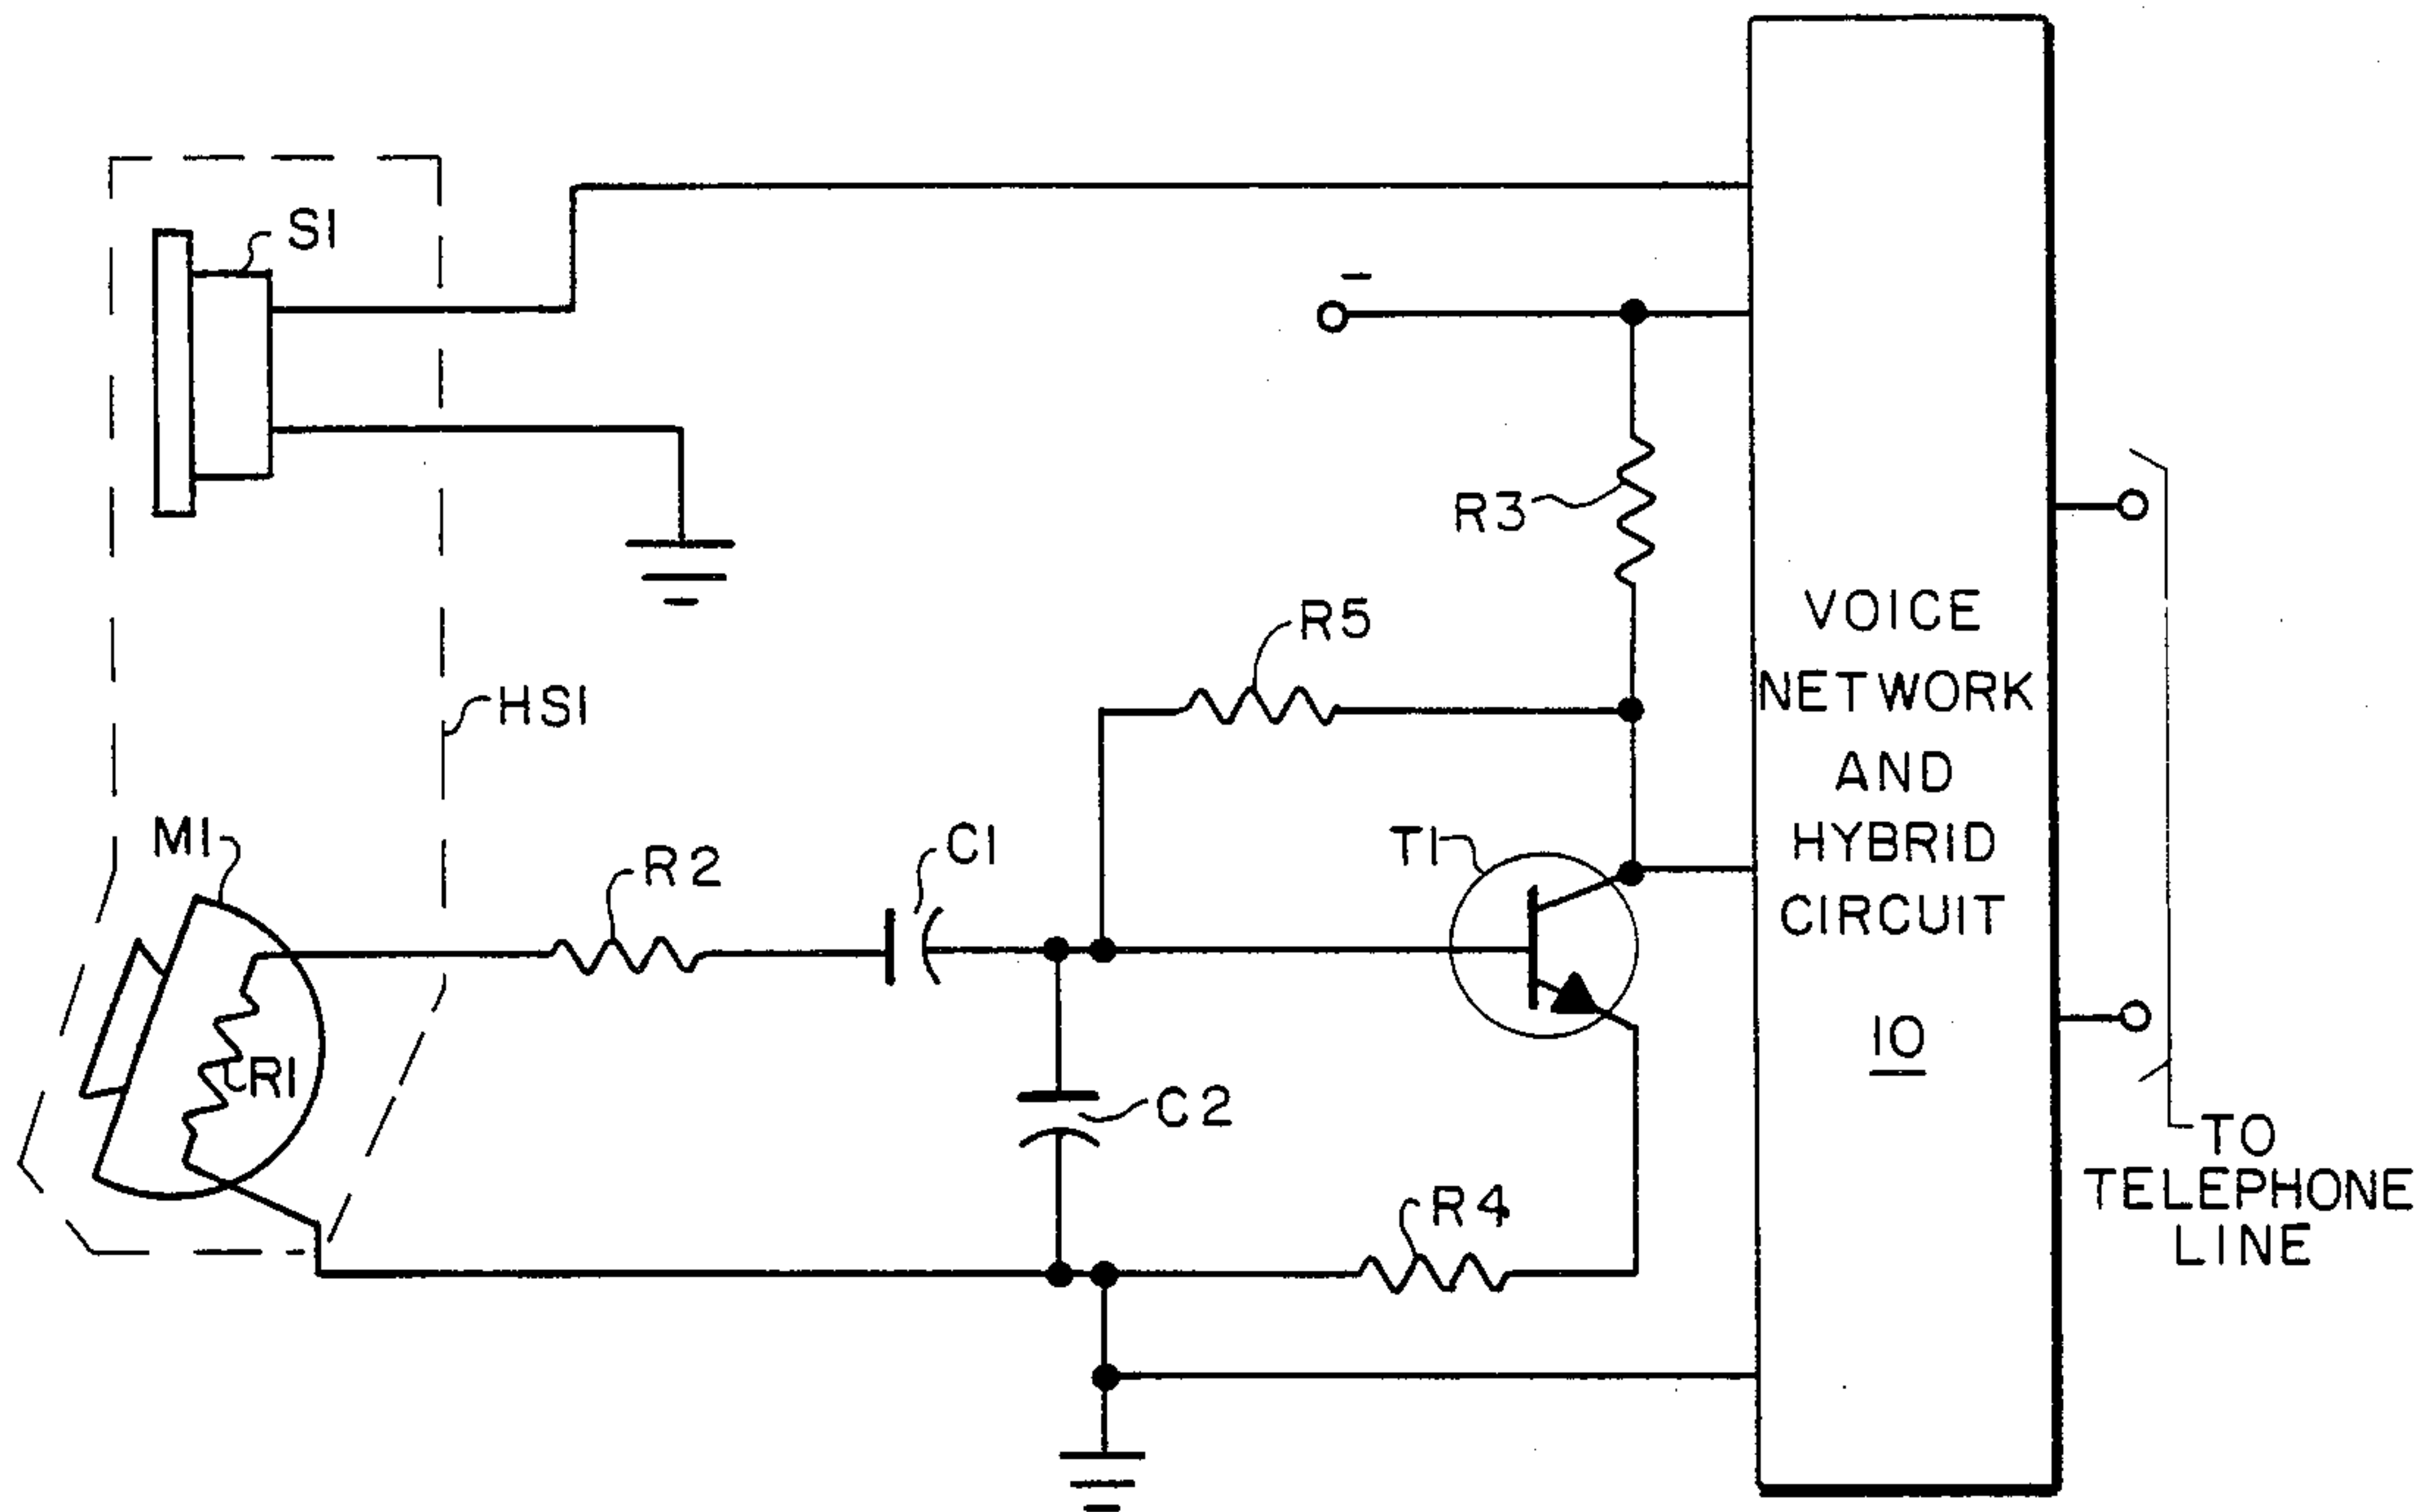 S1
−
R3
R5
VOICE
NETWORK
AND
HYBRID
CIRCUIT
10
HS1
M1
R2
C1
T1
R1
C2
R4
TO
TELEPHONE
LINE